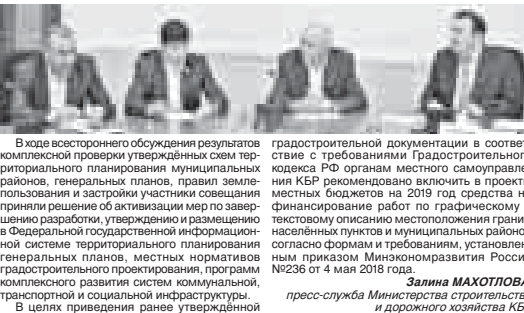 В ходе всестороннего обсуждения результатов
комплексной проверки утверждённых схем тер-
риториального планирования муниципальных
районов, генеральных планов, правил земле-
пользования и застройки участники совещания
приняли решение об активизации мер по завер-
шению разработки, утверждению и размещению
в Федеральной государственной информацион-
ной системе территориального планирования
генеральных планов, местных нормативов
градостроительного проектирования, программ
комплексного развития систем коммунальной,
транспортной и социальной инфраструктуры.
В целях приведения ранее утверждённой
градостроительной документации в соответ
ствие с требованиями Градостроительног
кодекса РФ органам местного самоуправле
ния КБР рекомендовано включить в проект
местных бюджетов на 2019 год средства н
финансирование работ по графическому
текстовому описанию местоположения грани
населённых пунктов и муниципальных районо
согласно формам и требованиям, установлен
ным приказом Минэкономразвития Росси
№236 от 4 мая 2018 года.
Залина МАХОТЛОВА
пресс-служба Министерства строительств
и дорожного хозяйства КБ